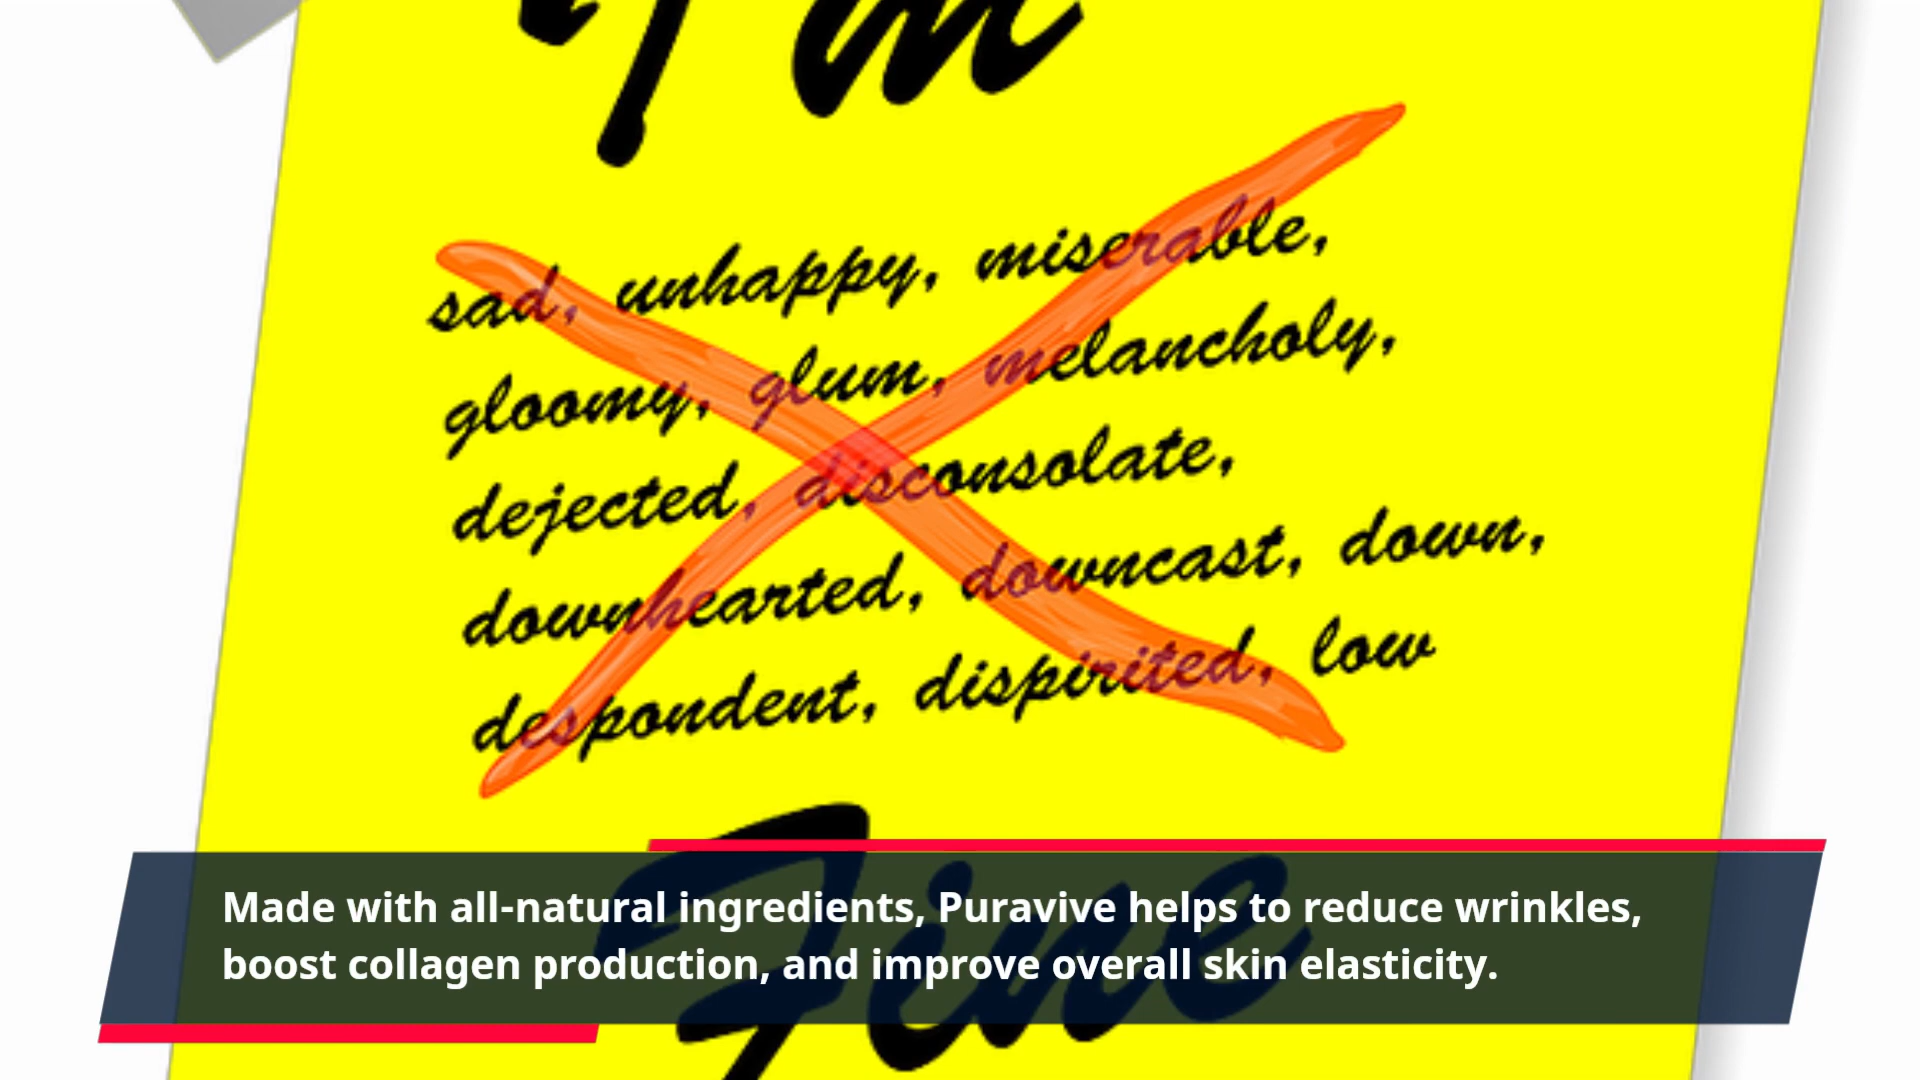 I'm
sad, unhappy, miserable,
gloomy, glum, melancholy,
dejected, disconsolate,
downhearted, downcast, down,
despondent, dispirited, low
Fine
Made with all-natural ingredients, Puravive helps to reduce wrinkles,
boost collagen production, and improve overall skin elasticity.